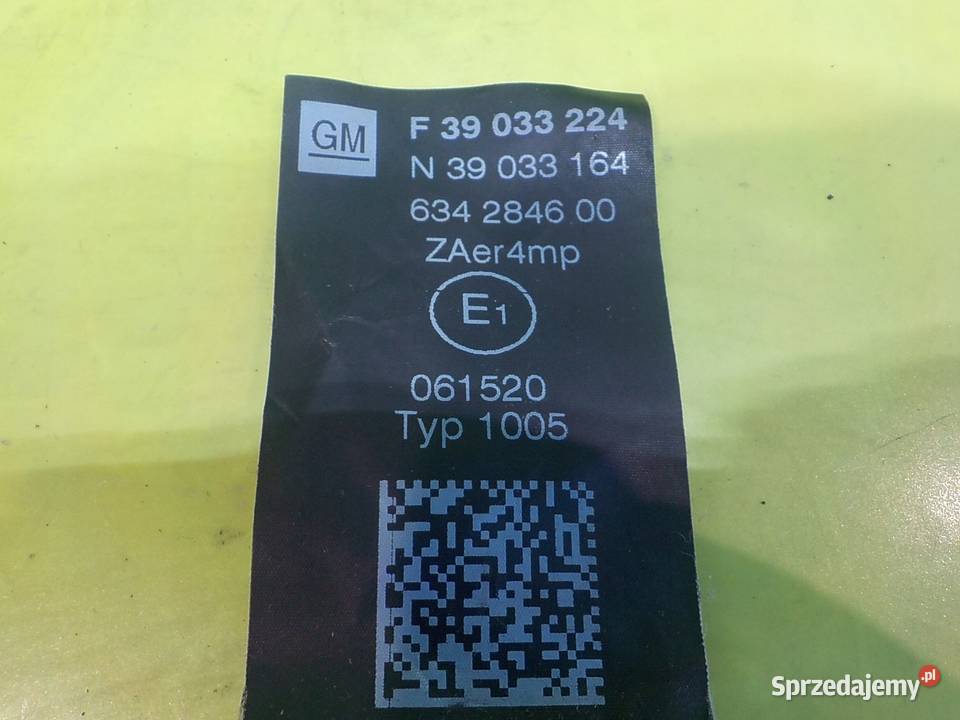 GM
F 39 033 224
N 39 033 164
634 2846 00
ZAer4mp
E1
061520
Typ 1005
Sprzedajemy.pl